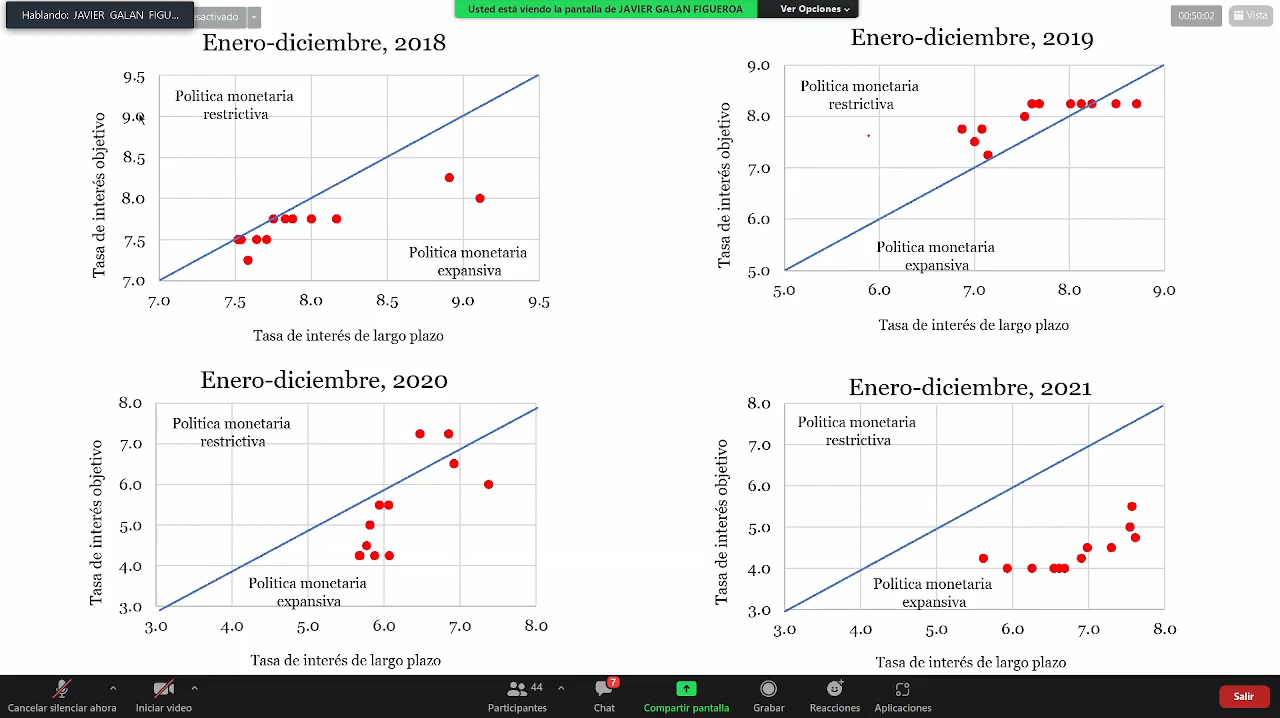 Hablando: JAVIER GALAN FIGU...
sactivado
Usted está viendo la pantalla de JAVIER GALAN FIGUEROA
Ver Opciones
00:50:02
Vista
Enero-diciembre, 2018
9.5
9.0
8.5
8.0
7.5
7.0
Tasa de interés objetivo
Politica monetaria
restrictiva
Politica monetaria
expansiva
7.0 7.5 8.0 8.5 9.0 9.5
Tasa de interés de largo plazo
Enero-diciembre, 2019
9.0
8.0
7.0
6.0
5.0
Tasa de interés objetivo
Politica monetaria
restrictiva
Politica monetaria
expansiva
5.0 6.0 7.0 8.0 9.0
Tasa de interés de largo plazo
Enero-diciembre, 2020
8.0
7.0
6.0
5.0
4.0
3.0
Tasa de interés objetivo
Politica monetaria
restrictiva
Politica monetaria
expansiva
3.0 4.0 5.0 6.0 7.0 8.0
Tasa de interés de largo plazo
Enero-diciembre, 2021
8.0
7.0
6.0
5.0
4.0
3.0
Tasa de interés objetivo
Politica monetaria
restrictiva
Politica monetaria
expansiva
3.0 4.0 5.0 6.0 7.0 8.0
Tasa de interés de largo plazo
Cancelar silenciar ahora
Iniciar video
44
Participantes
7
Chat
Compartir pantalla
Grabar
Reacciones
Aplicaciones
Salir